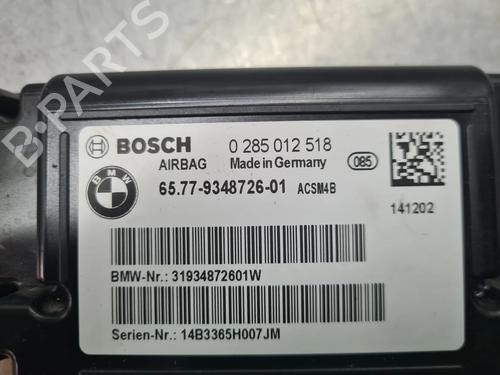 B-PARTS
BOSCH 0 285 012 518
AIRBAG Made in Germany 085
BMW
65.77-9348726-01 ACSM4B
141202
BMW-Nr.: 31934872601W
Serien-Nr.: 14B3365H007JM